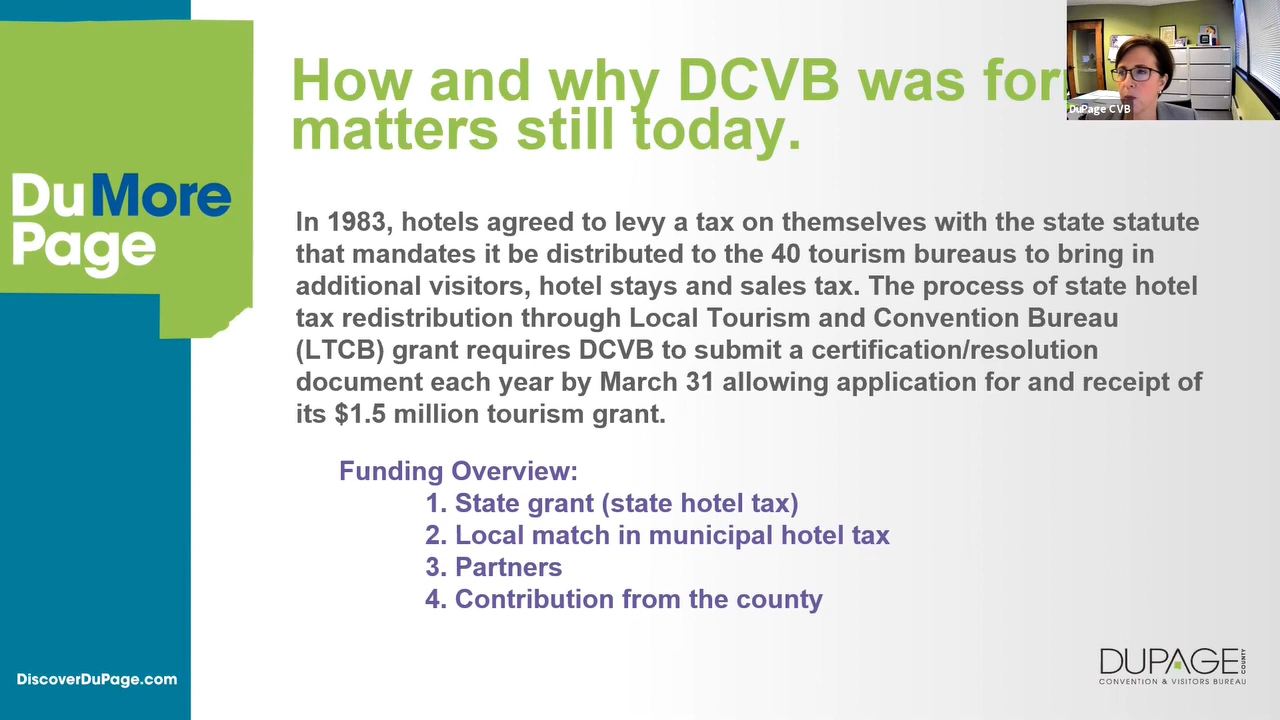 How and why DCVB was for
matters still today.
DuPage CVB
DuMore
Page
In 1983, hotels agreed to levy a tax on themselves with the state statute
that mandates it be distributed to the 40 tourism bureaus to bring in
additional visitors, hotel stays and sales tax. The process of state hotel
tax redistribution through Local Tourism and Convention Bureau
(LTCB) grant requires DCVB to submit a certification/resolution
document each year by March 31 allowing application for and receipt of
its $1.5 million tourism grant.
Funding Overview:
1. State grant (state hotel tax)
2. Local match in municipal hotel tax
3. Partners
4. Contribution from the county
DiscoverDuPage.com
DUPAGE
COUNTY
CONVENTION & VISITORS BUREAU